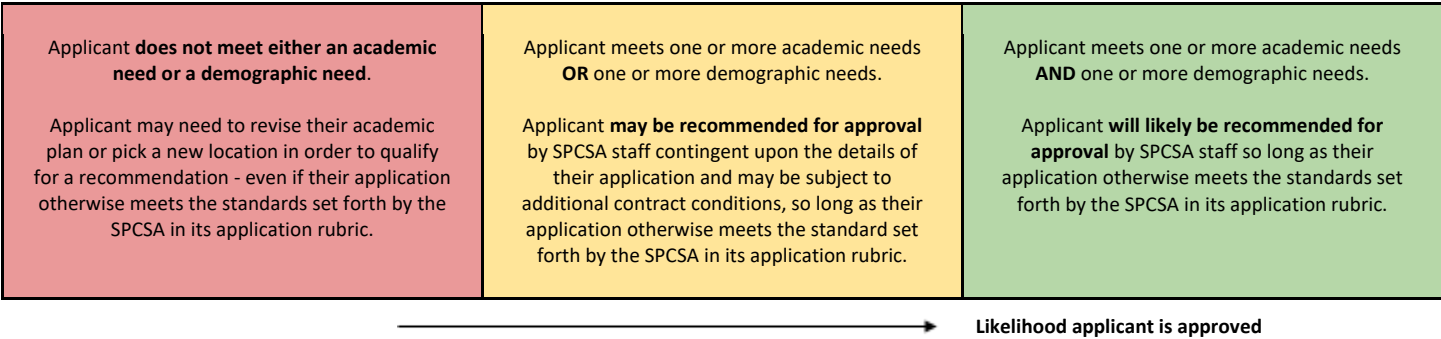 Applicant does not meet either an academic
need or a demographic need.
Applicant may need to revise their academic
plan or pick a new location in order to qualify
for a recommendation - even if their application
otherwise meets the standards set forth by the
SPCSA in its application rubric.
Applicant meets one or more academic needs
OR one or more demographic needs.
Applicant may be recommended for approval
by SPCSA staff contingent upon the details of
their application and may be subject to
additional contract conditions, so long as their
application otherwise meets the standard set
forth by the SPCSA in its application rubric.
Applicant meets one or more academic needs
AND one or more demographic needs.
Applicant will likely be recommended for
approval by SPCSA staff so long as their
application otherwise meets the standards set
forth by the SPCSA in its application rubric.
Likelihood applicant is approved